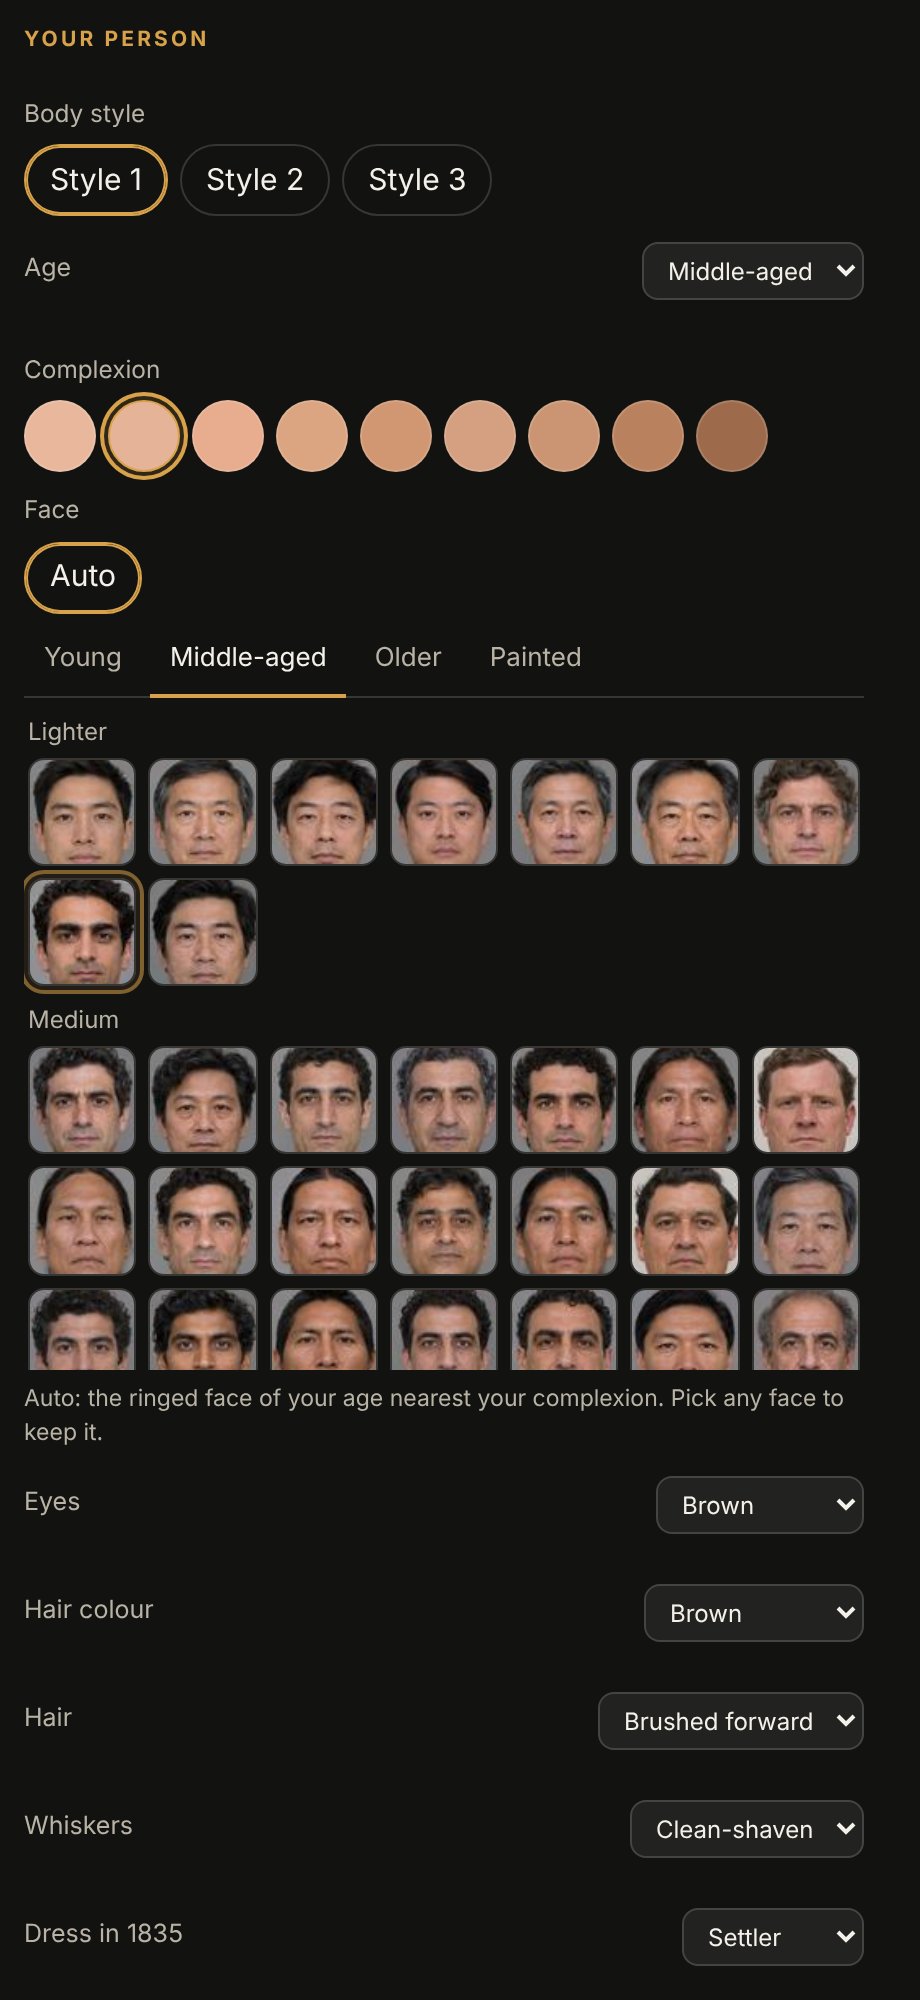 YOUR PERSON
Body style
Style 1 Style 2 Style 3
Age Middle-aged
Complexion
Face
Auto
Young Middle-aged Older Painted
Lighter
Medium
Auto: the ringed face of your age nearest your complexion. Pick any face to
keep it.
Eyes Brown
Hair colour Brown
Hair Brushed forward
Whiskers Clean-shaven
Dress in 1835 Settler